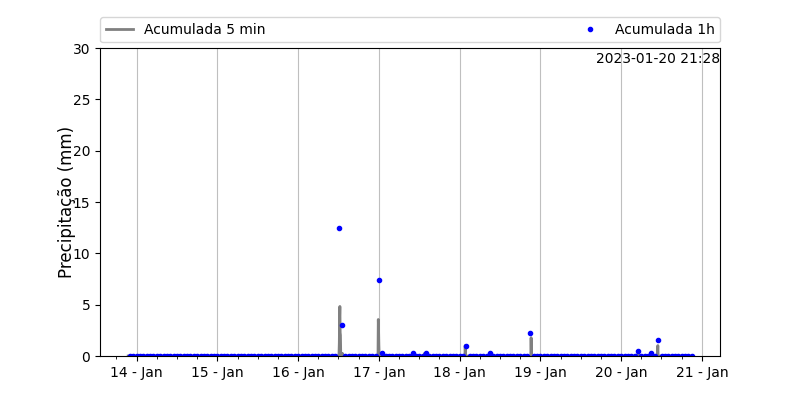 Acumulada 5 min
Acumulada 1h
2023-01-20 21:28
Precipitação (mm)
30
25
20
15
10
5
0
14 - Jan
15 - Jan
16 - Jan
17 - Jan
18 - Jan
19 - Jan
20 - Jan
21 - Jan